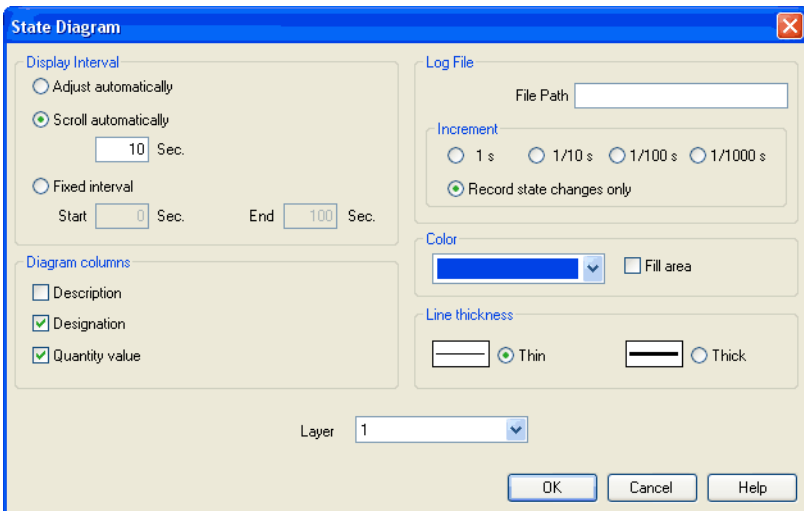 State Diagram
Display Interval
Adjust automatically
Scroll automatically
10 Sec.
Fixed interval
Start 0 Sec. End 100 Sec.
Diagram columns
Description
Designation
Quantity value
Log File
File Path
Increment
1 s 1/10 s 1/100 s 1/1000 s
Record state changes only
Color
Fill area
Line thickness
Thin Thick
Layer 1
OK Cancel Help